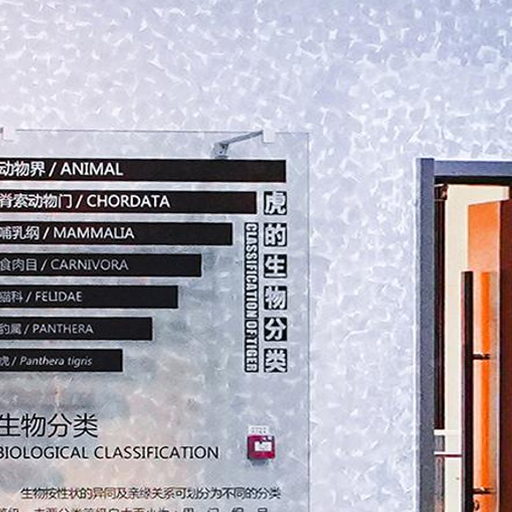 动物界 / ANIMAL
脊索动物门 / CHORDATA
哺乳纲 / MAMMALIA
食肉目 / CARNIVORA
猫科 / FELIDAE
豹属 / PANTHERA
虎 / Panthera tigris
虎的生物分类
CLASSIFICATION OF TIGER
生物分类
BIOLOGICAL CLASSIFICATION
生物按性状的异同及亲缘关系可划分为不同的分类